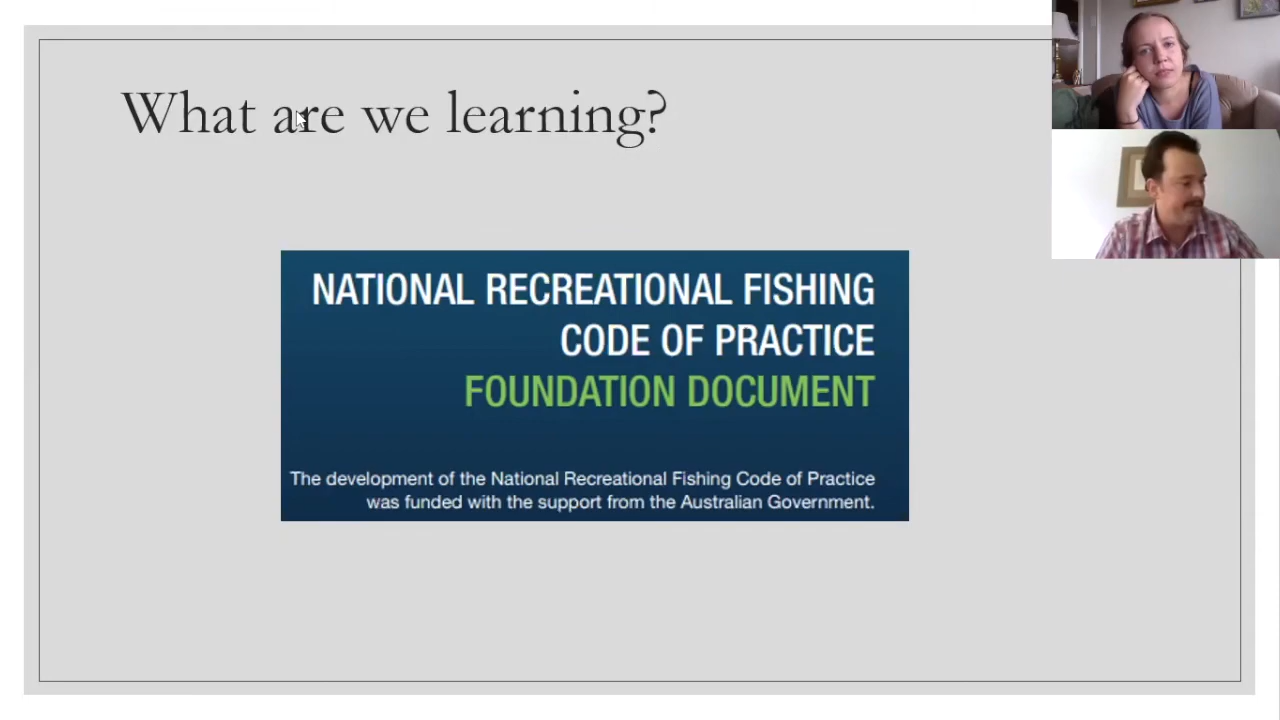 What are we learning?
NATIONAL RECREATIONAL FISHING
CODE OF PRACTICE
FOUNDATION DOCUMENT
The development of the National Recreational Fishing Code of Practice
was funded with the support from the Australian Government.